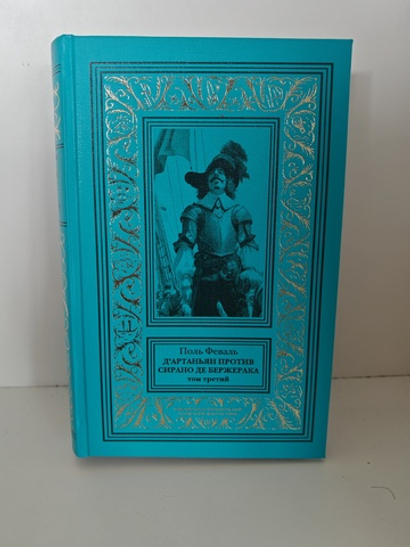 Поль Феваль
Д'АРТАНЬЯН ПРОТИВ
СИРАНО ДЕ БЕРЖЕРАКА
том третий